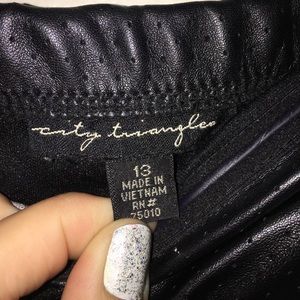 city triangles
13
MADE IN
VIETNAM
RN#
75010